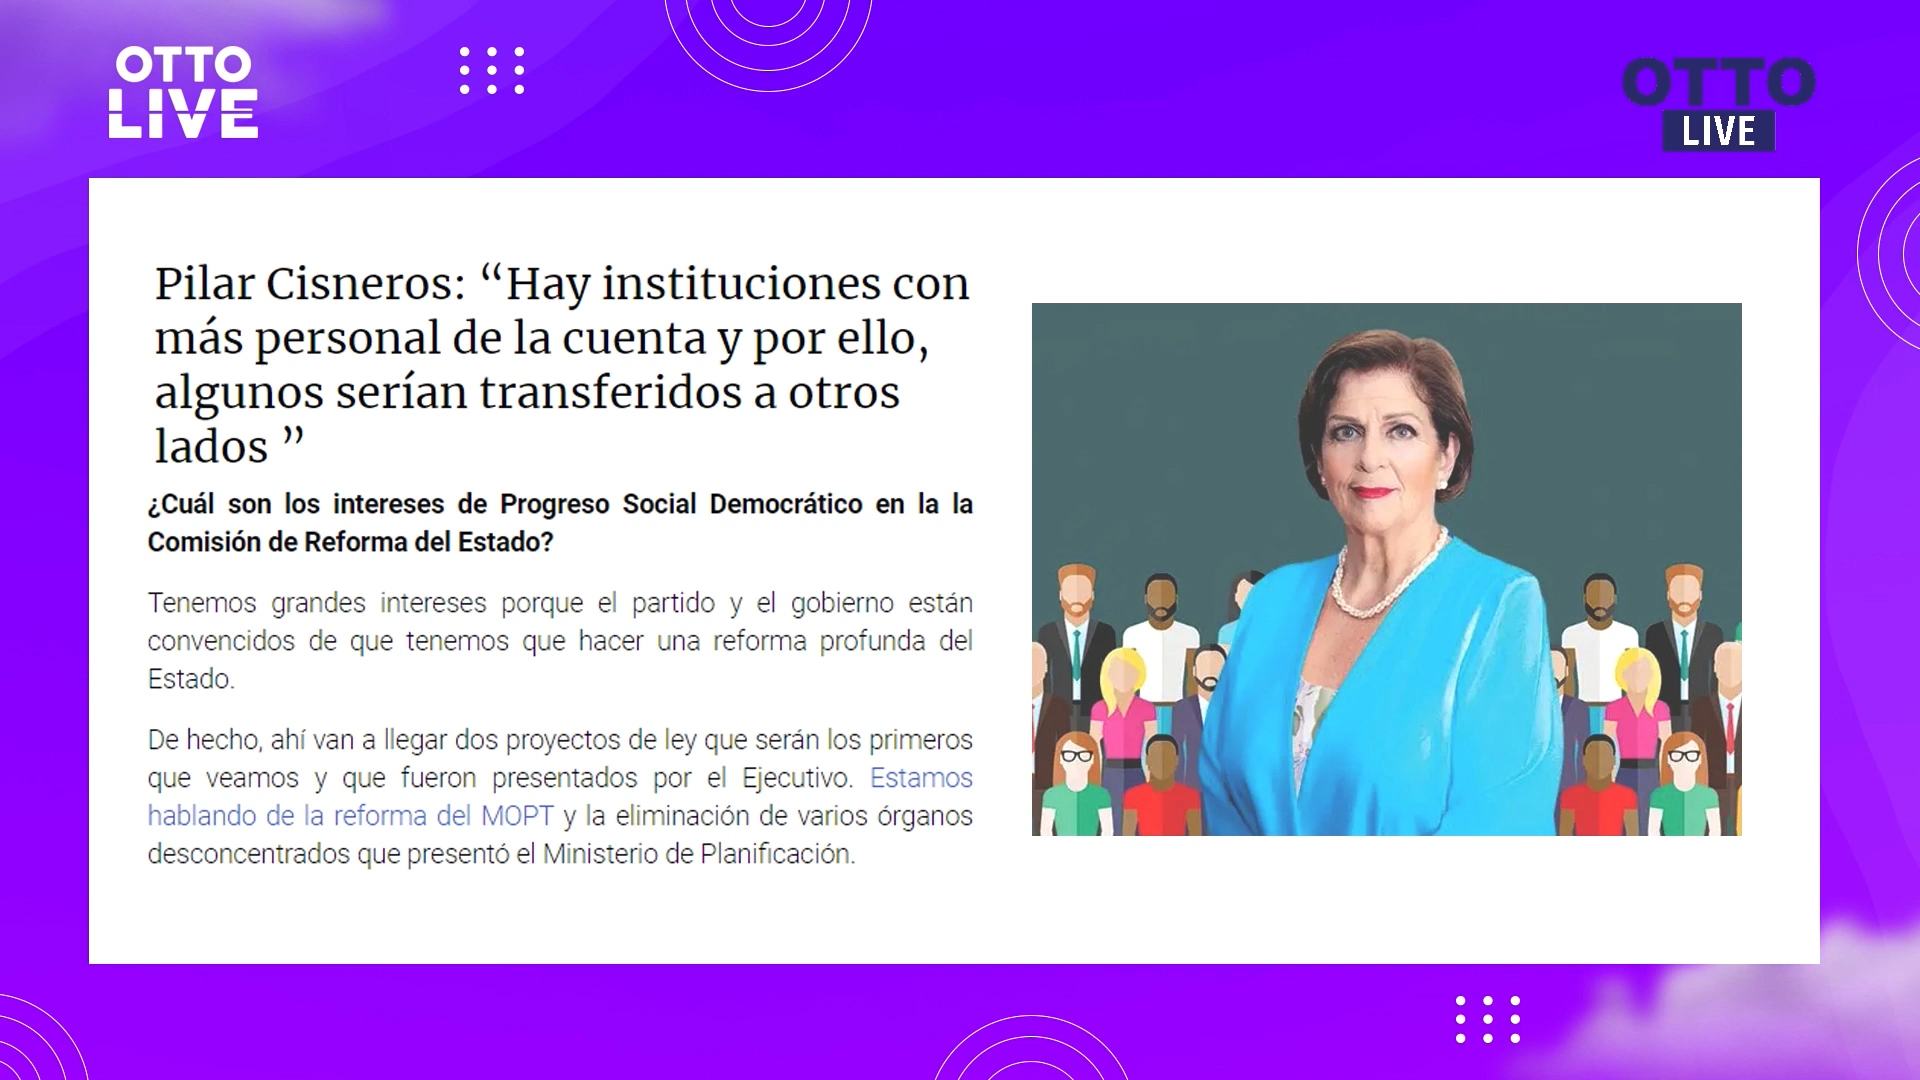 OTTO
LIVE
OTTO
LIVE
Pilar Cisneros: “Hay instituciones con
más personal de la cuenta y por ello,
algunos serían transferidos a otros
lados ”
¿Cuál son los intereses de Progreso Social Democrático en la la
Comisión de Reforma del Estado?
Tenemos grandes intereses porque el partido y el gobierno están
convencidos de que tenemos que hacer una reforma profunda del
Estado.
De hecho, ahí van a llegar dos proyectos de ley que serán los primeros
que veamos y que fueron presentados por el Ejecutivo. Estamos
hablando de la reforma del MOPT y la eliminación de varios órganos
desconcentrados que presentó el Ministerio de Planificación.